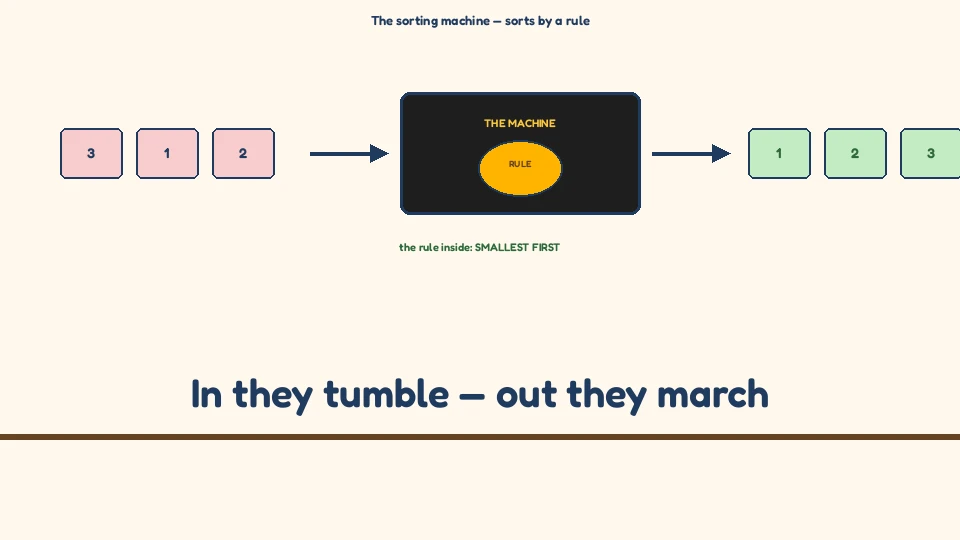 The sorting machine — sorts by a rule
3 1 2
THE MACHINE
RULE
1 2 3
the rule inside: SMALLEST FIRST
In they tumble — out they march